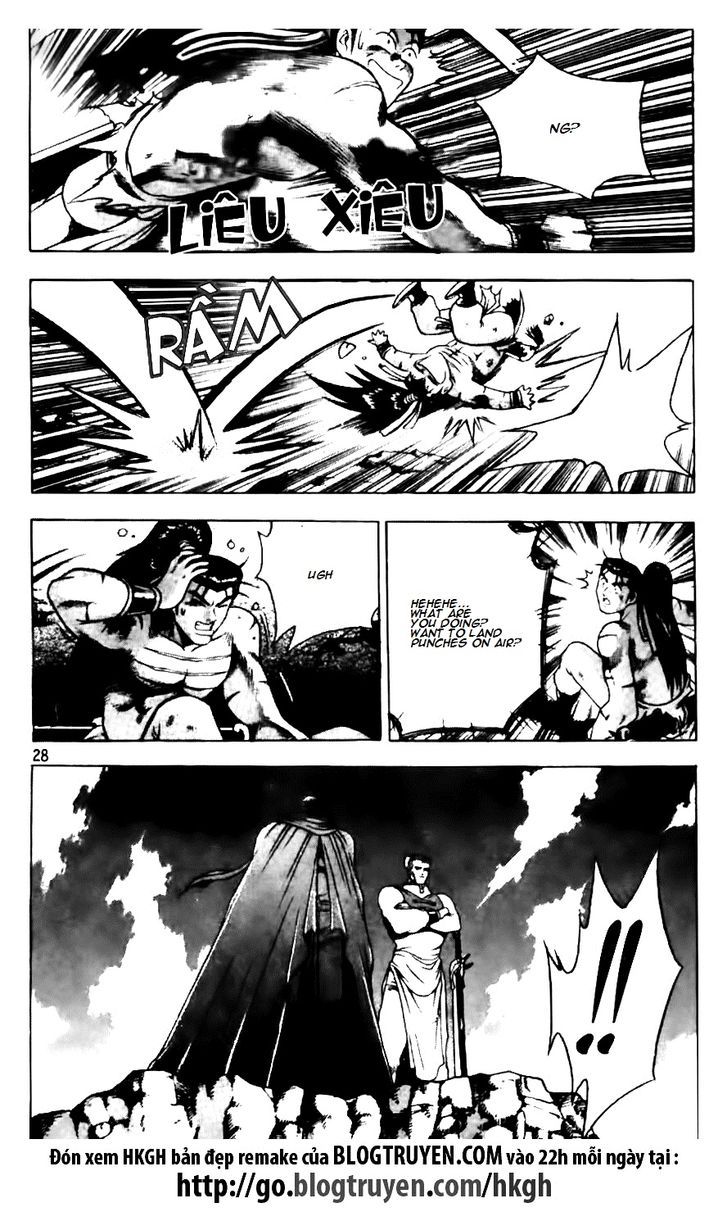 NG?
LIÊU XIÊU
RẦM
UGH
HEHEHE...
WHAT ARE
YOU DOING?
WANT TO LAND
PUNCHES ON AIR?
28
!!
Đón xem HKGH bản đẹp remake của BLOGTRUYEN.COM vào 22h mỗi ngày tại :
http://go.blogtruyen.com/hkgh